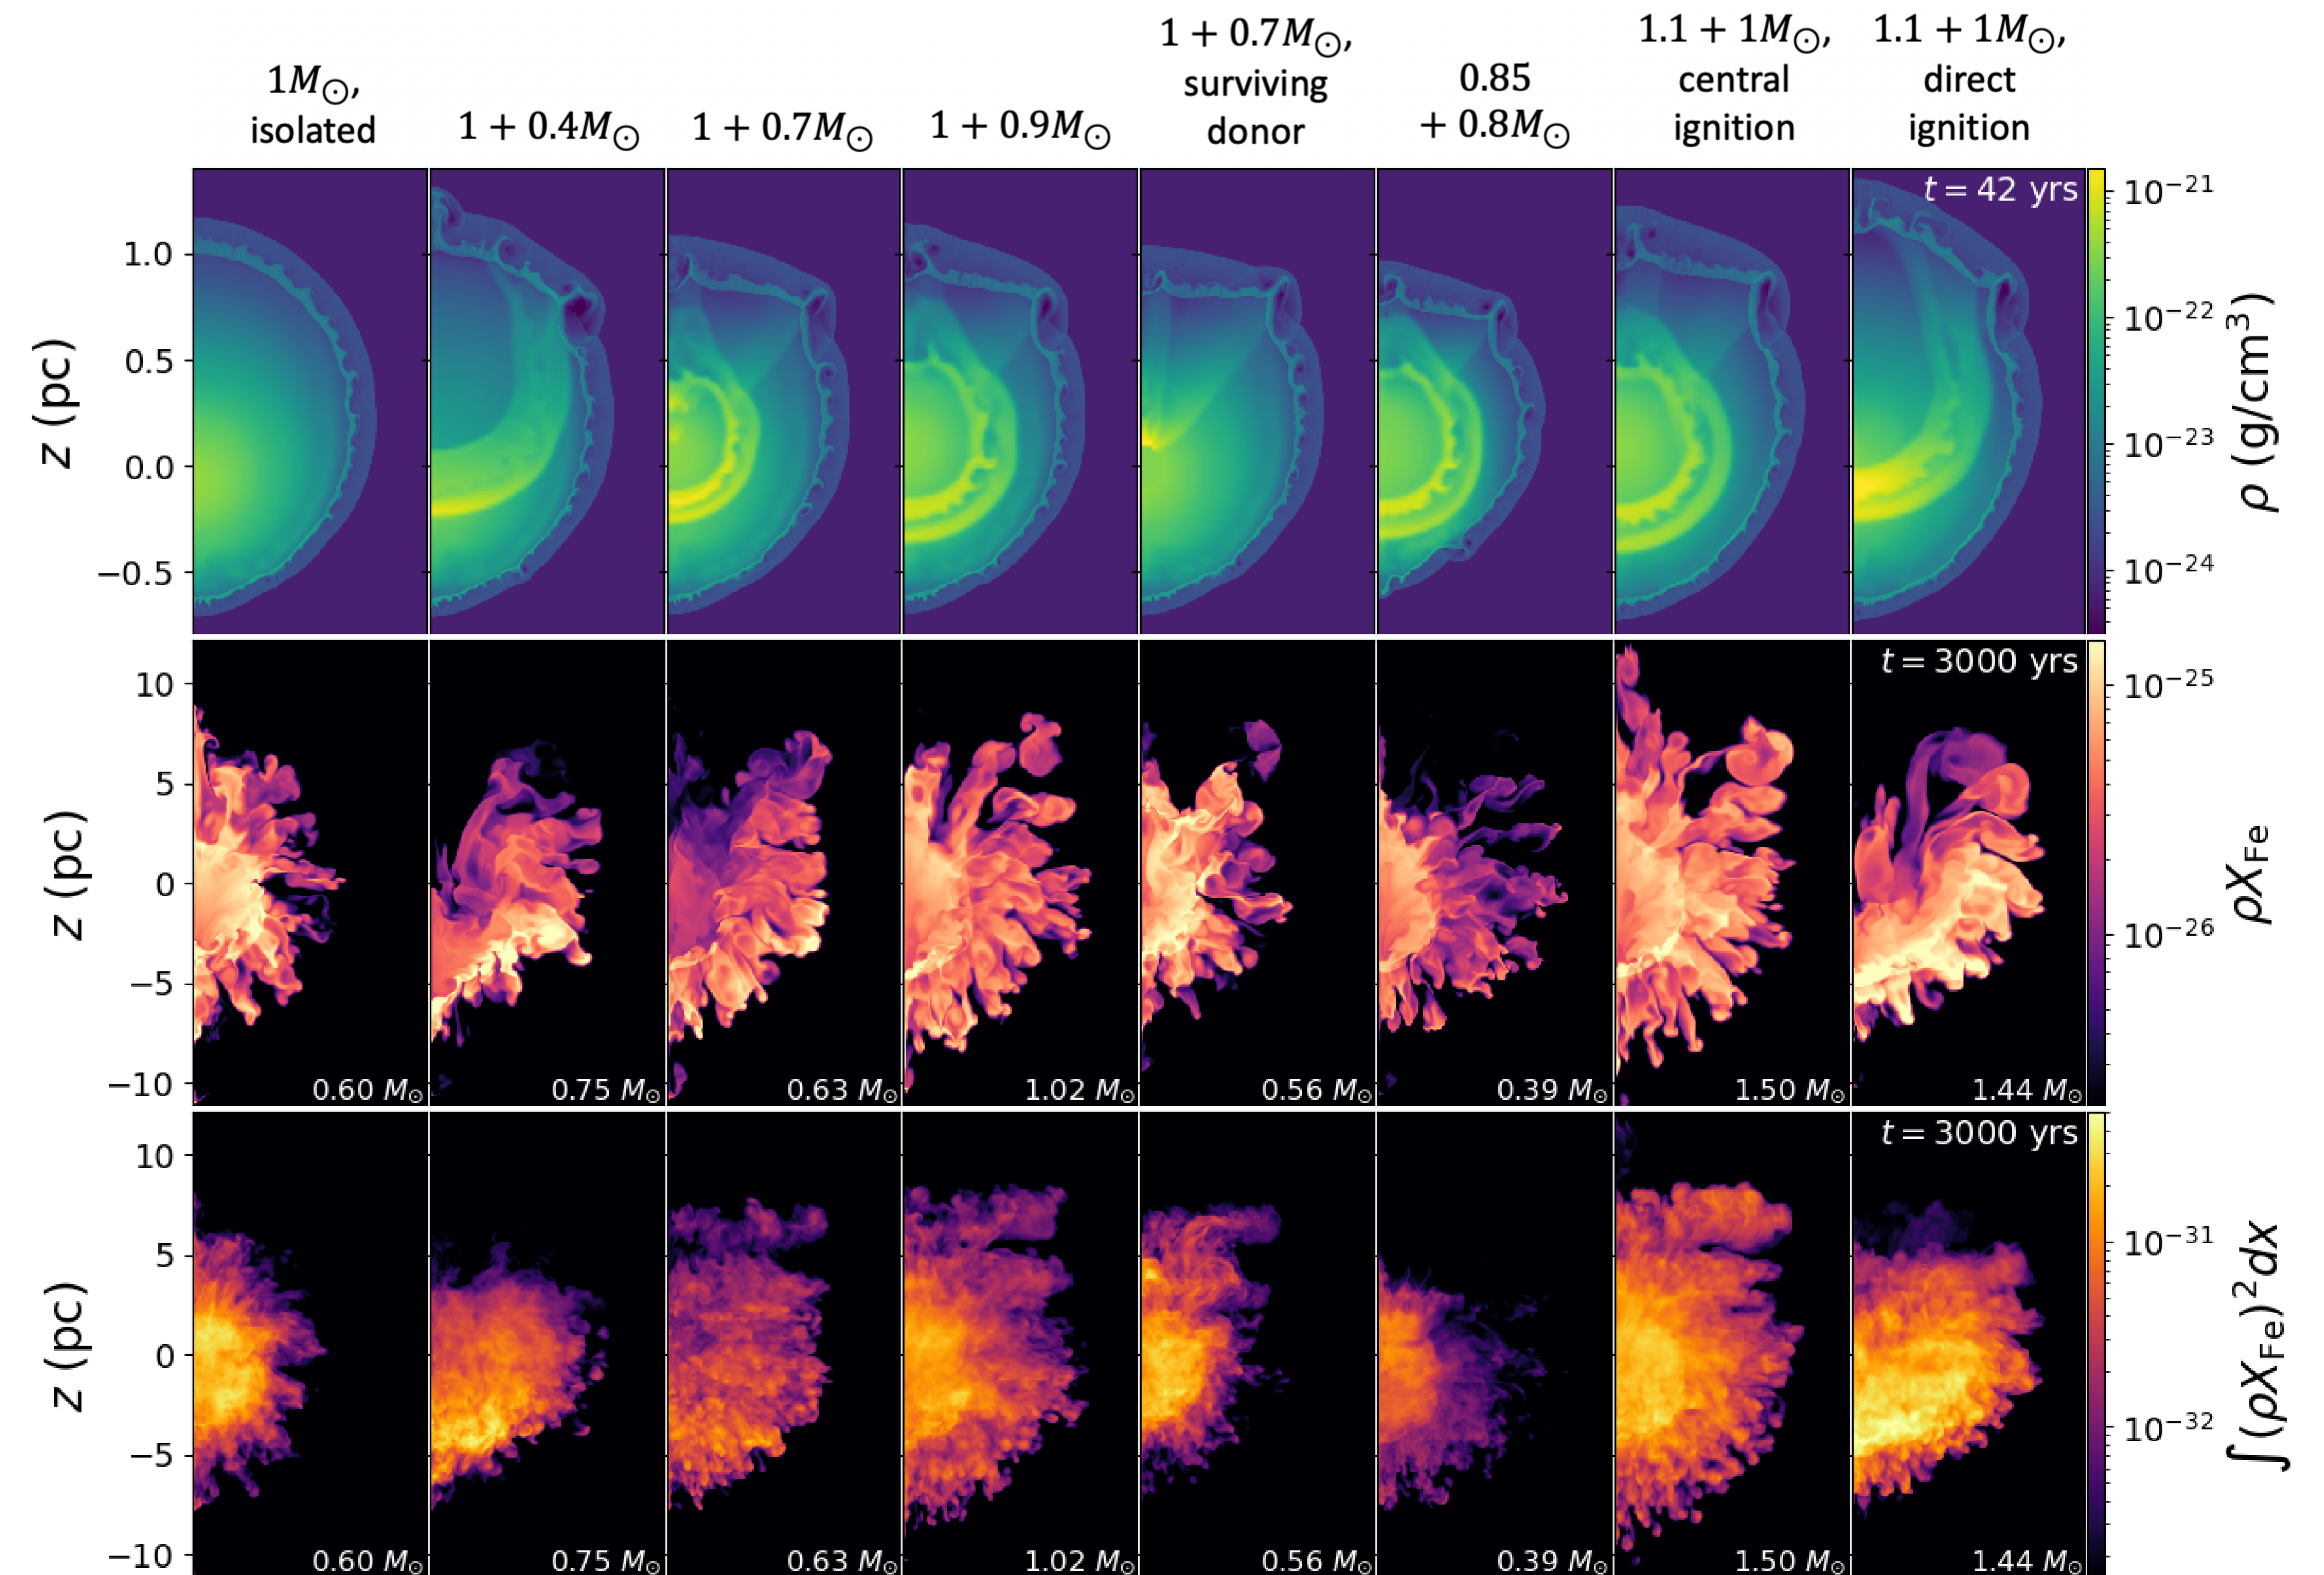 1M⊙,
isolated
1 + 0.4M⊙
1 + 0.7M⊙
1 + 0.9M⊙
1 + 0.7M⊙,
surviving
donor
0.85
+ 0.8M⊙
1.1 + 1M⊙,
central
ignition
1.1 + 1M⊙,
direct
ignition
t = 42 yrs
z (pc)
1.0
0.5
0.0
−0.5
10⁻²¹
10⁻²²
10⁻²³
10⁻²⁴
ρ (g/cm³)
t = 3000 yrs
z (pc)
10
5
0
−5
−10
0.60 M⊙
0.75 M⊙
0.63 M⊙
1.02 M⊙
0.56 M⊙
0.39 M⊙
1.50 M⊙
1.44 M⊙
10⁻²⁵
10⁻²⁶
ρX_Fe
t = 3000 yrs
z (pc)
10
5
0
−5
−10
0.60 M⊙
0.75 M⊙
0.63 M⊙
1.02 M⊙
0.56 M⊙
0.39 M⊙
1.50 M⊙
1.44 M⊙
10⁻³¹
10⁻³²
∫(ρX_Fe)²dx